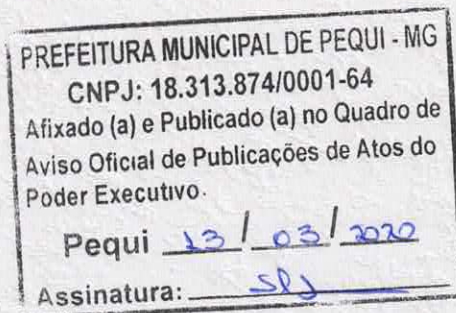 PREFEITURA MUNICIPAL DE PEQUI - MG
CNPJ: 18.313.874/0001-64
Afixado (a) e Publicado (a) no Quadro de
Aviso Oficial de Publicações de Atos do
Poder Executivo.
Pequi 13 / 03 / 2020
Assinatura: